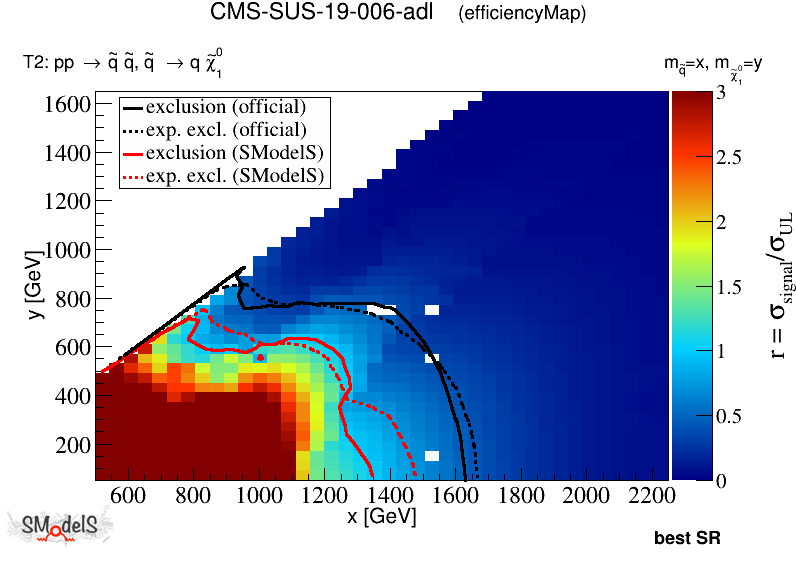 CMS-SUS-19-006-adl (efficiencyMap)
T2: pp → q̃ q̃, q̃ → q χ̃₁⁰
m_q̃=x, m_χ̃₁⁰=y
exclusion (official)
exp. excl. (official)
exclusion (SModelS)
exp. excl. (SModelS)
1600
1400
1200
1000
800
600
400
200
y [GeV]
600 800 1000 1200 1400 1600 1800 2000 2200
x [GeV]
3
2.5
2
1.5
1
0.5
0
r = σ_signal/σ_UL
SModelS
best SR